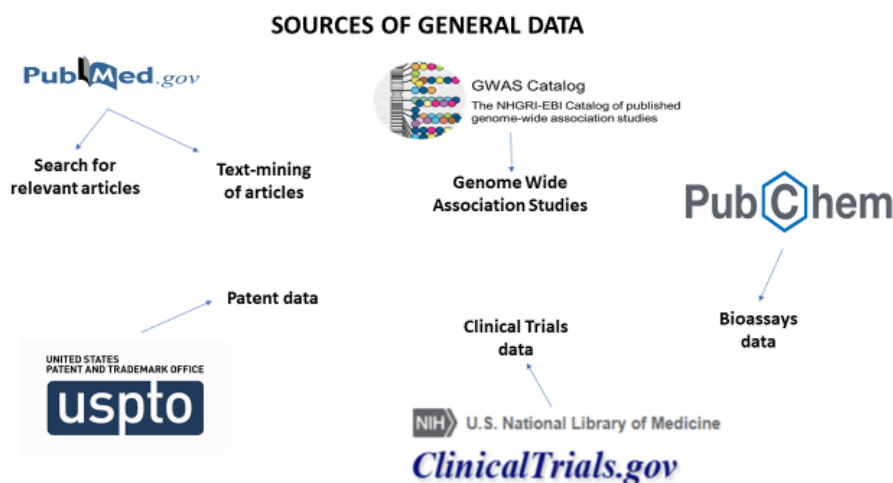 SOURCES OF GENERAL DATA
PubMed.gov
Search for
relevant articles
Text-mining
of articles
GWAS Catalog
The NHGRI-EBI Catalog of published
genome-wide association studies
Genome Wide
Association Studies
PubChem
Bioassays
data
Patent data
UNITED STATES
PATENT AND TRADEMARK OFFICE
uspto
Clinical Trials
data
NIH U.S. National Library of Medicine
ClinicalTrials.gov